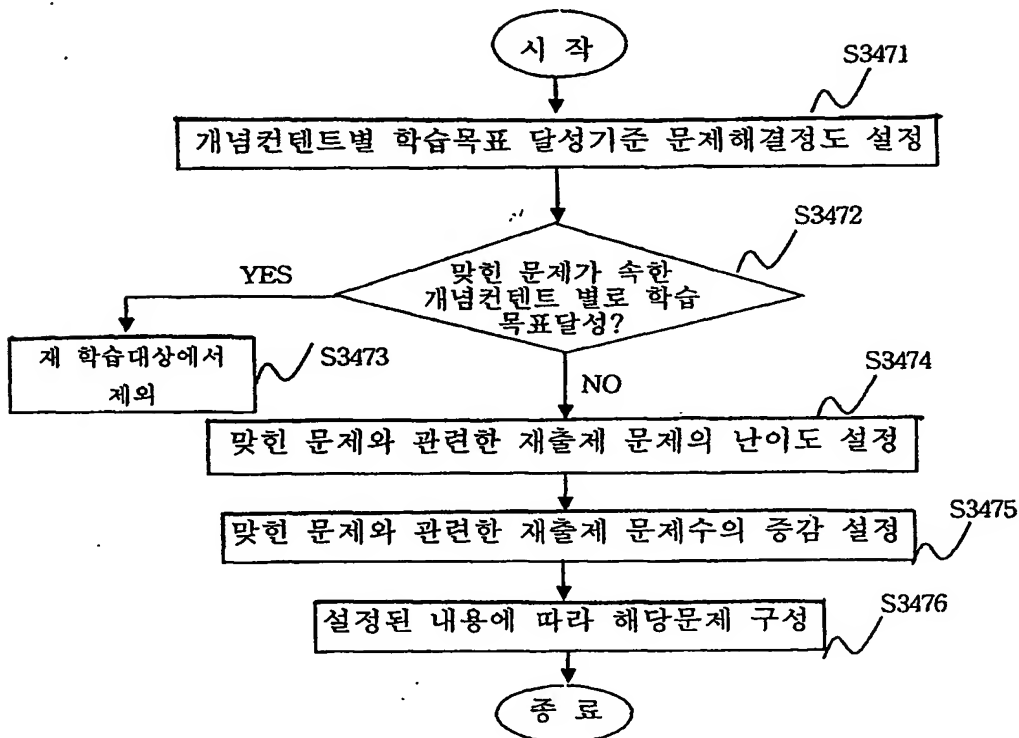 시 작
S3471
개념컨텐트별 학습목표 달성기준 문제해결정도 설정
S3472
맞힌 문제가 속한
개념컨텐트 별로 학습
목표달성?
YES
재 학습대상에서
제외
S3473
NO
S3474
맞힌 문제와 관련한 재출제 문제의 난이도 설정
S3475
맞힌 문제와 관련한 재출제 문제수의 증감 설정
S3476
설정된 내용에 따라 해당문제 구성
종 료